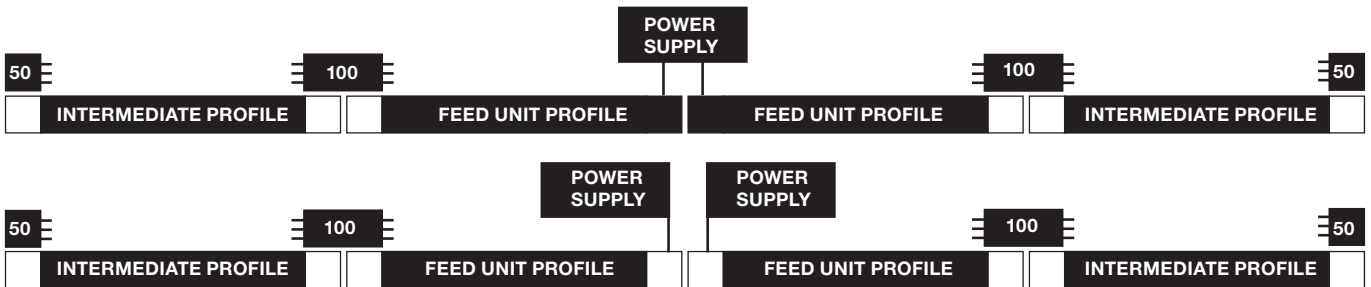 POWER
SUPPLY
50 100 100 50
INTERMEDIATE PROFILE FEED UNIT PROFILE FEED UNIT PROFILE INTERMEDIATE PROFILE
POWER SUPPLY POWER SUPPLY
50 100 100 50
INTERMEDIATE PROFILE FEED UNIT PROFILE FEED UNIT PROFILE INTERMEDIATE PROFILE